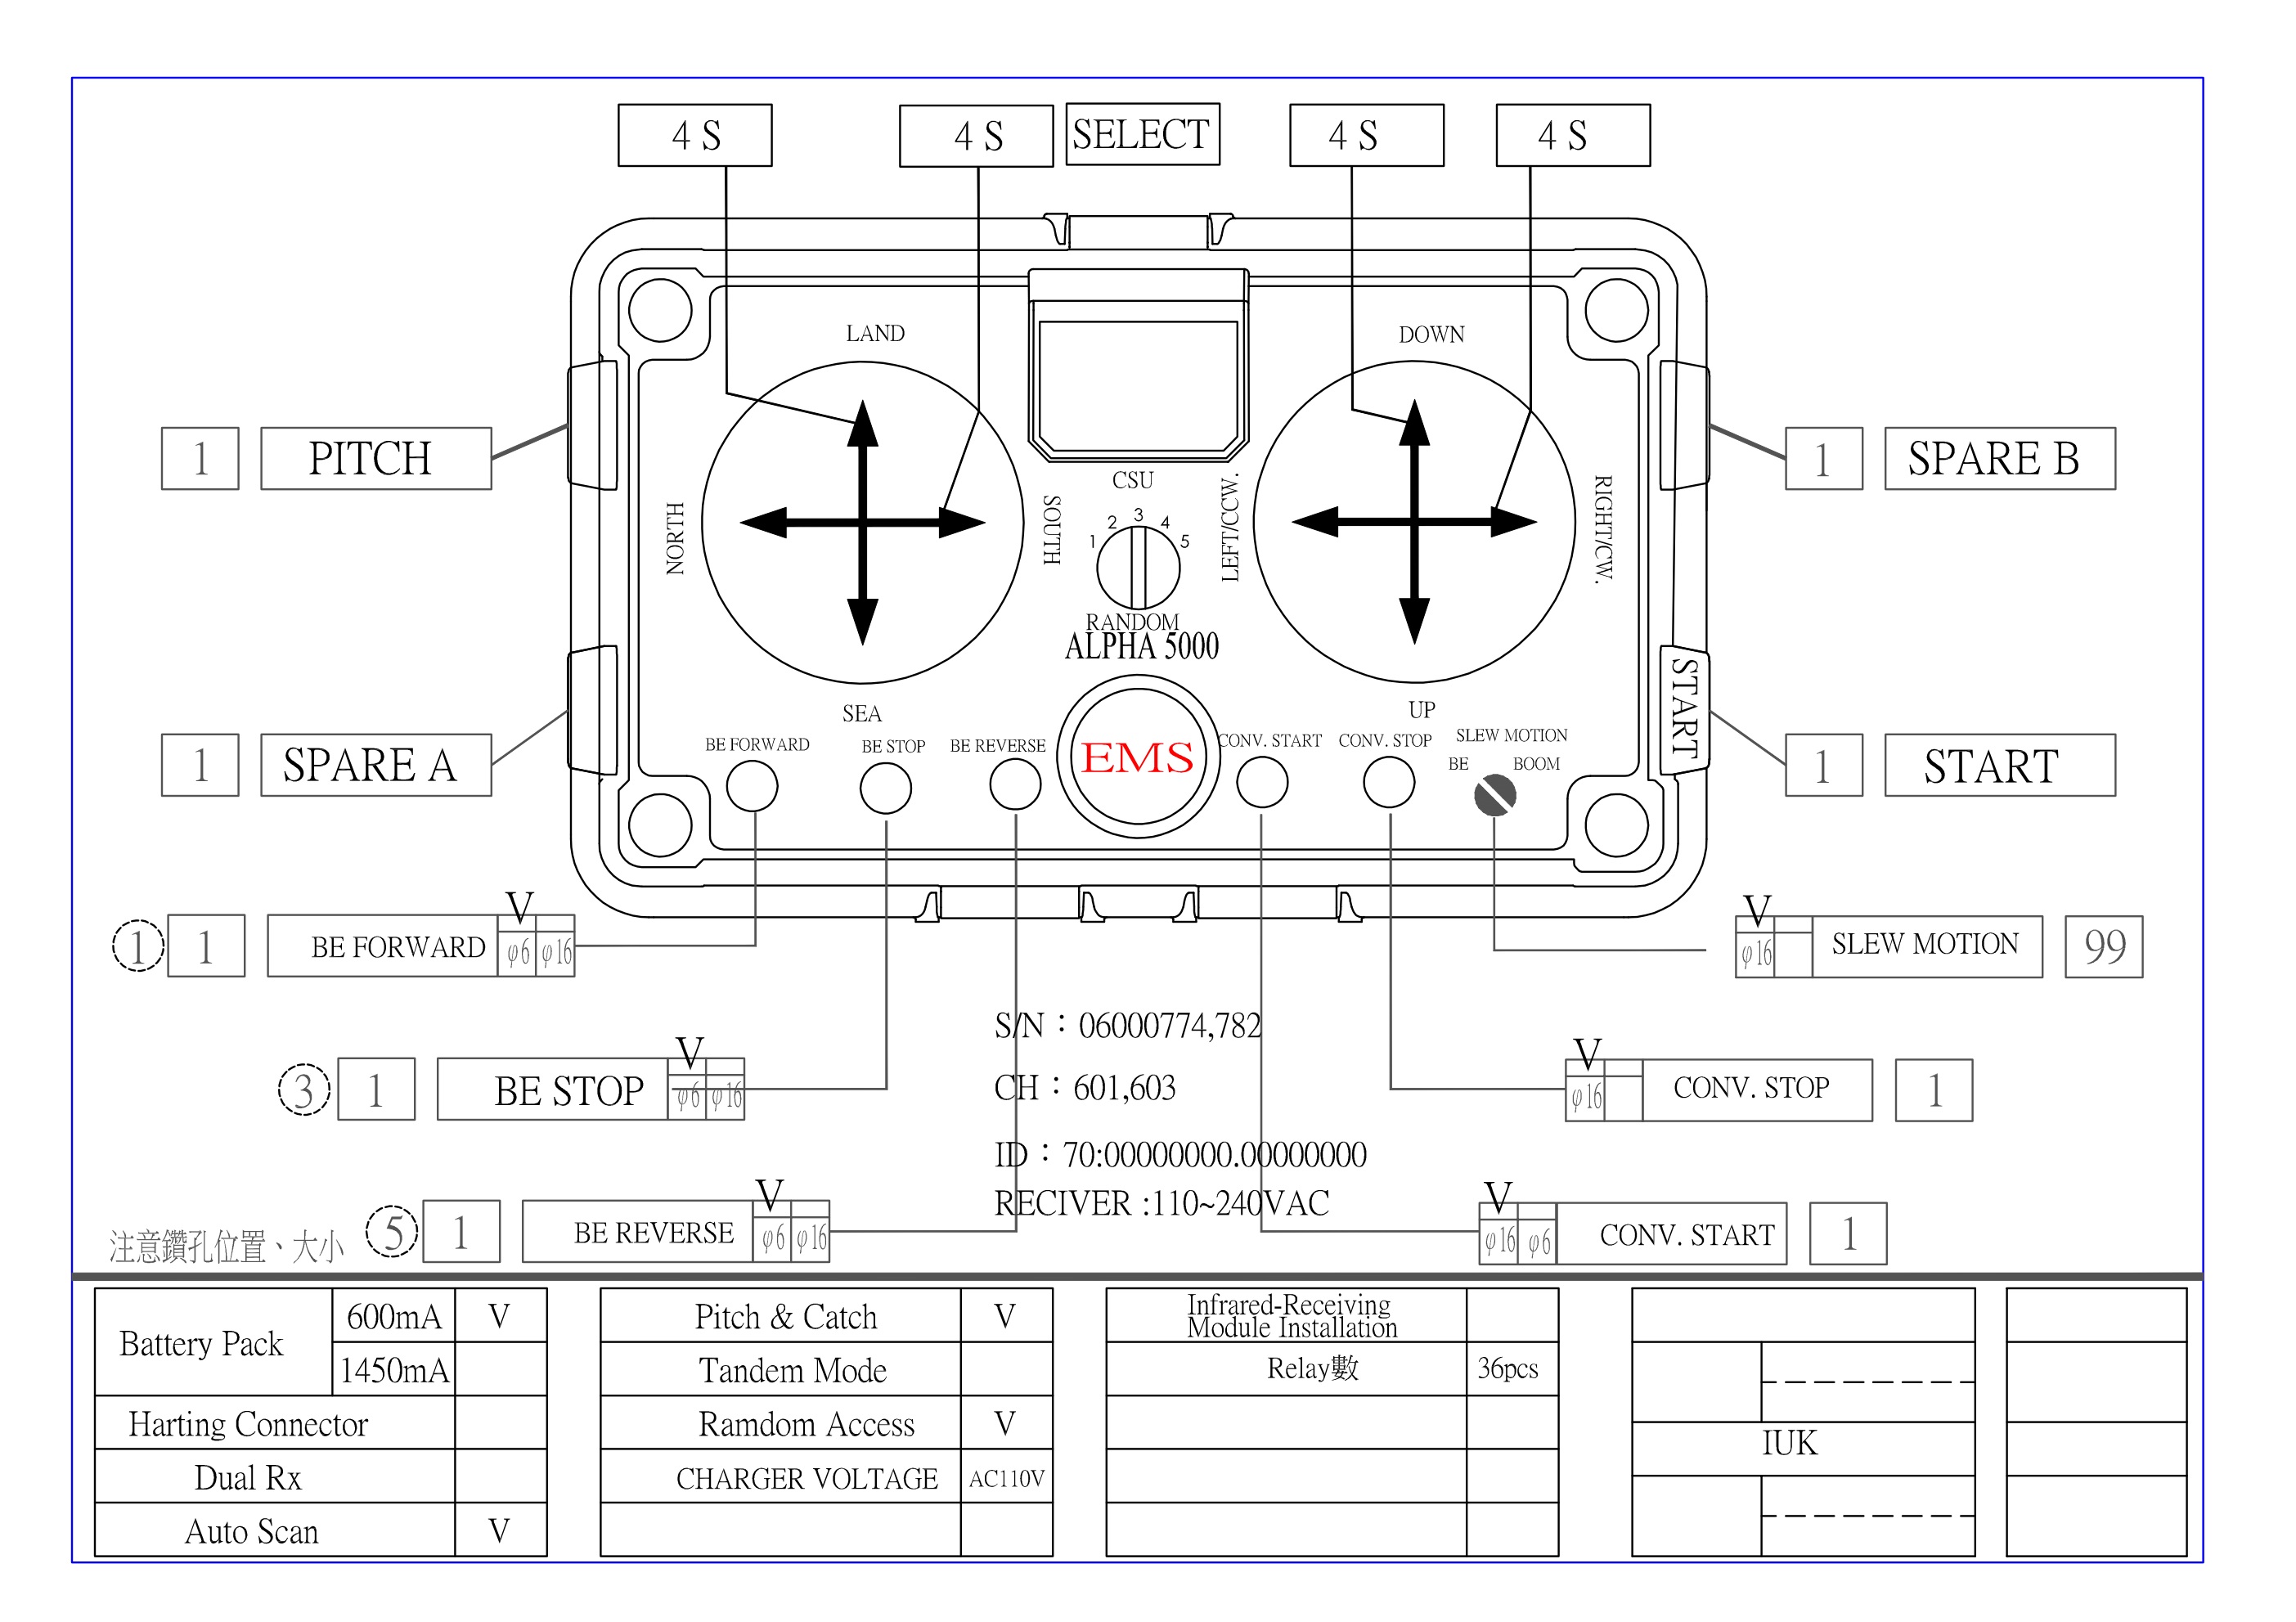 4 S
4 S
SELECT
4 S
4 S
LAND
DOWN
1
PITCH
1
SPARE B
CSU
NORTH
SOUTH
1 2 3 4 5
LEFT/CCW.
RIGHT/CW.
RANDOM
ALPHA 5000
START
SEA
UP
1
SPARE A
1
START
BE FORWARD
BE STOP
BE REVERSE
EMS
CONV. START
CONV. STOP
SLEW MOTION
BE BOOM
V
1 1 BE FORWARD φ6 φ16
V
φ16 SLEW MOTION 99
S/N：06000774,782
V
3 1 BE STOP φ6 φ16
CH：601,603
V
φ16 CONV. STOP 1
ID：70:00000000.00000000
RECIVER :110~240VAC
V
5 1 BE REVERSE φ6 φ16
V
φ16 φ6 CONV. START 1
注意鑽孔位置、大小
Battery Pack
600mA V
1450mA
Harting Connector
Dual Rx
Auto Scan V
Pitch & Catch V
Tandem Mode
Ramdom Access V
CHARGER VOLTAGE AC110V
Infrared-Receiving
Module Installation
Relay數 36pcs
IUK